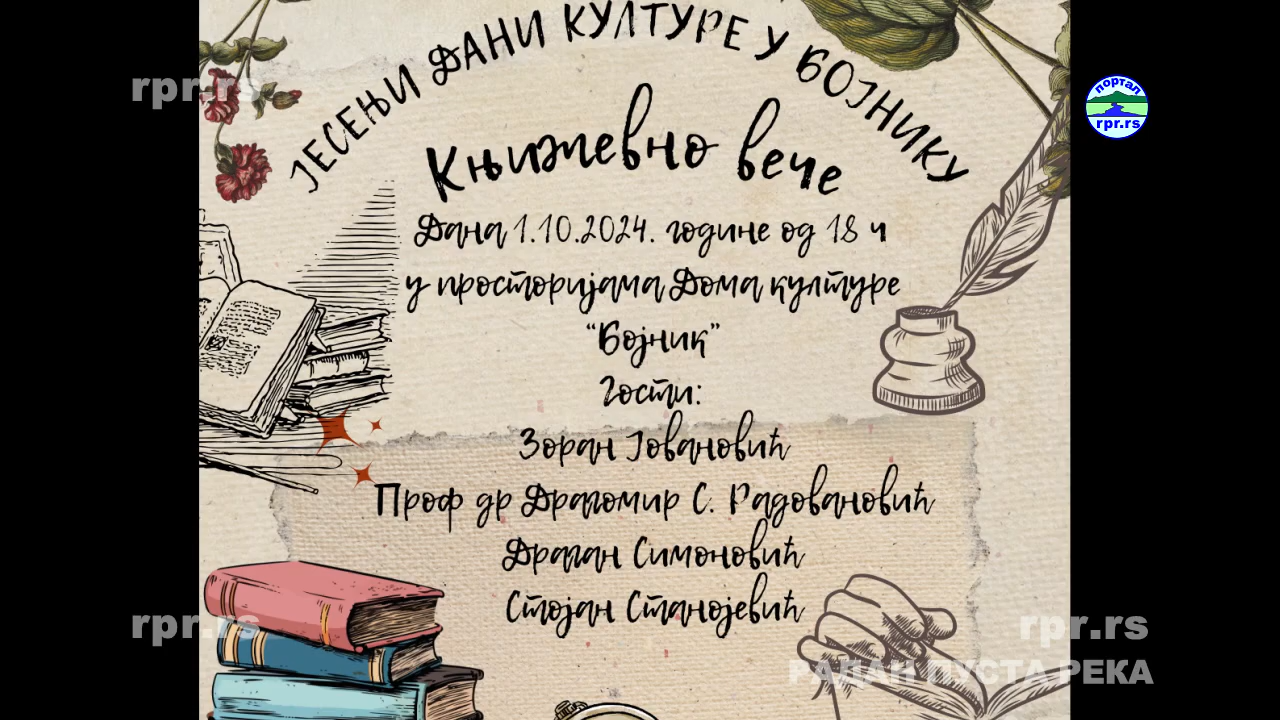 ЈЕСЕЊИ ДАНИ КУЛТУРЕ У БОЈНИКУ
rpr.rs
портал
rpr.rs
Књижевно вече
Дана 1.10.2024. године од 18 ч
у просторијама Дома културе
“Бојник”
Гости:
Зоран Јовановић
Проф др Драгомир С. Радовановић
Драган Симоновић
Стојан Станојевић
rpr.rs
rpr.rs
РАДАН ПУСТА РЕКА